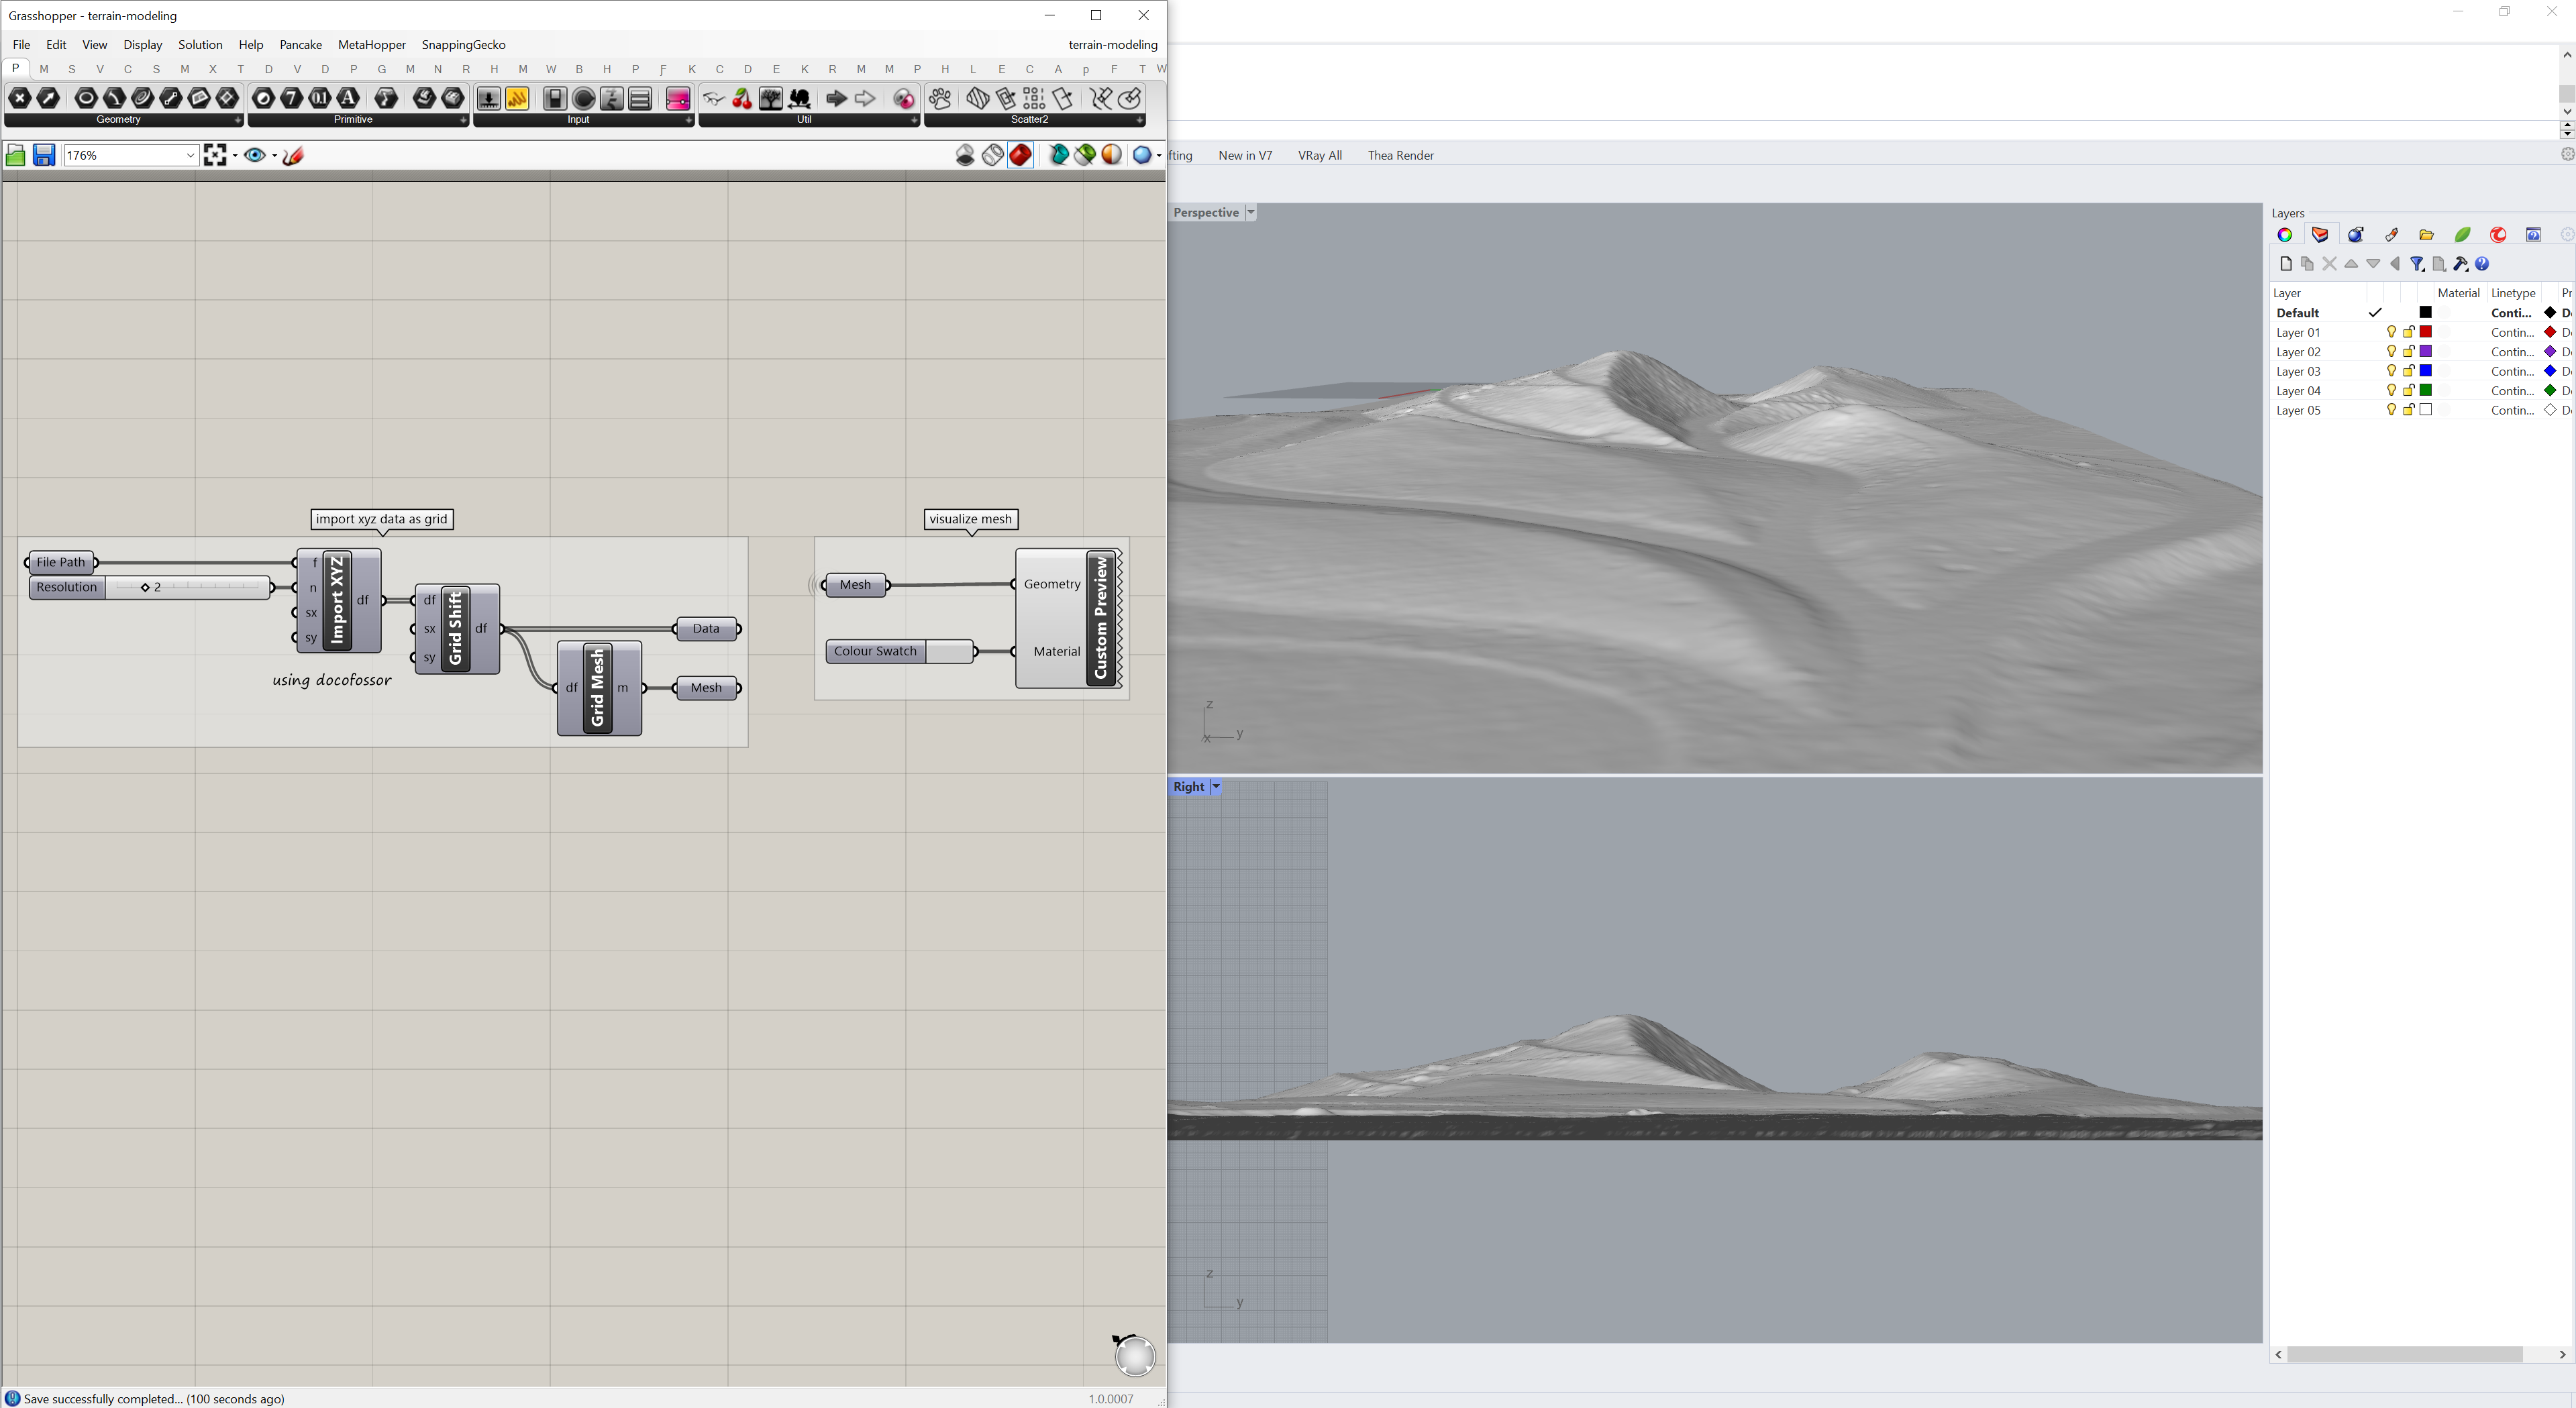 Grasshopper - terrain-modeling
File Edit View Display Solution Help Pancake MetaHopper SnappingGecko terrain-modeling
P M S V C S M X T D V D P G M N R H M W B H P F K C D E K R M M P H L E C A p F T W
Geometry Primitive Input Util Scatter2
176%
fting New in V7 VRay All Thea Render
Perspective
Layers
Layer Material Linetype Pr
Default Conti... D
Layer 01 Contin... D
Layer 02 Contin... D
Layer 03 Contin... D
Layer 04 Contin... D
Layer 05 Contin... D
import xyz data as grid
File Path
Resolution 2
f
n
sx
sy
Import XYZ
df
df
sx
sy
Grid Shift
df
using docofossor
df
Grid Mesh
m
Data
Mesh
visualize mesh
Mesh
Colour Swatch
Geometry
Material
Custom Preview
z
x y
Right
z
y
Save successfully completed... (100 seconds ago)
1.0.0007